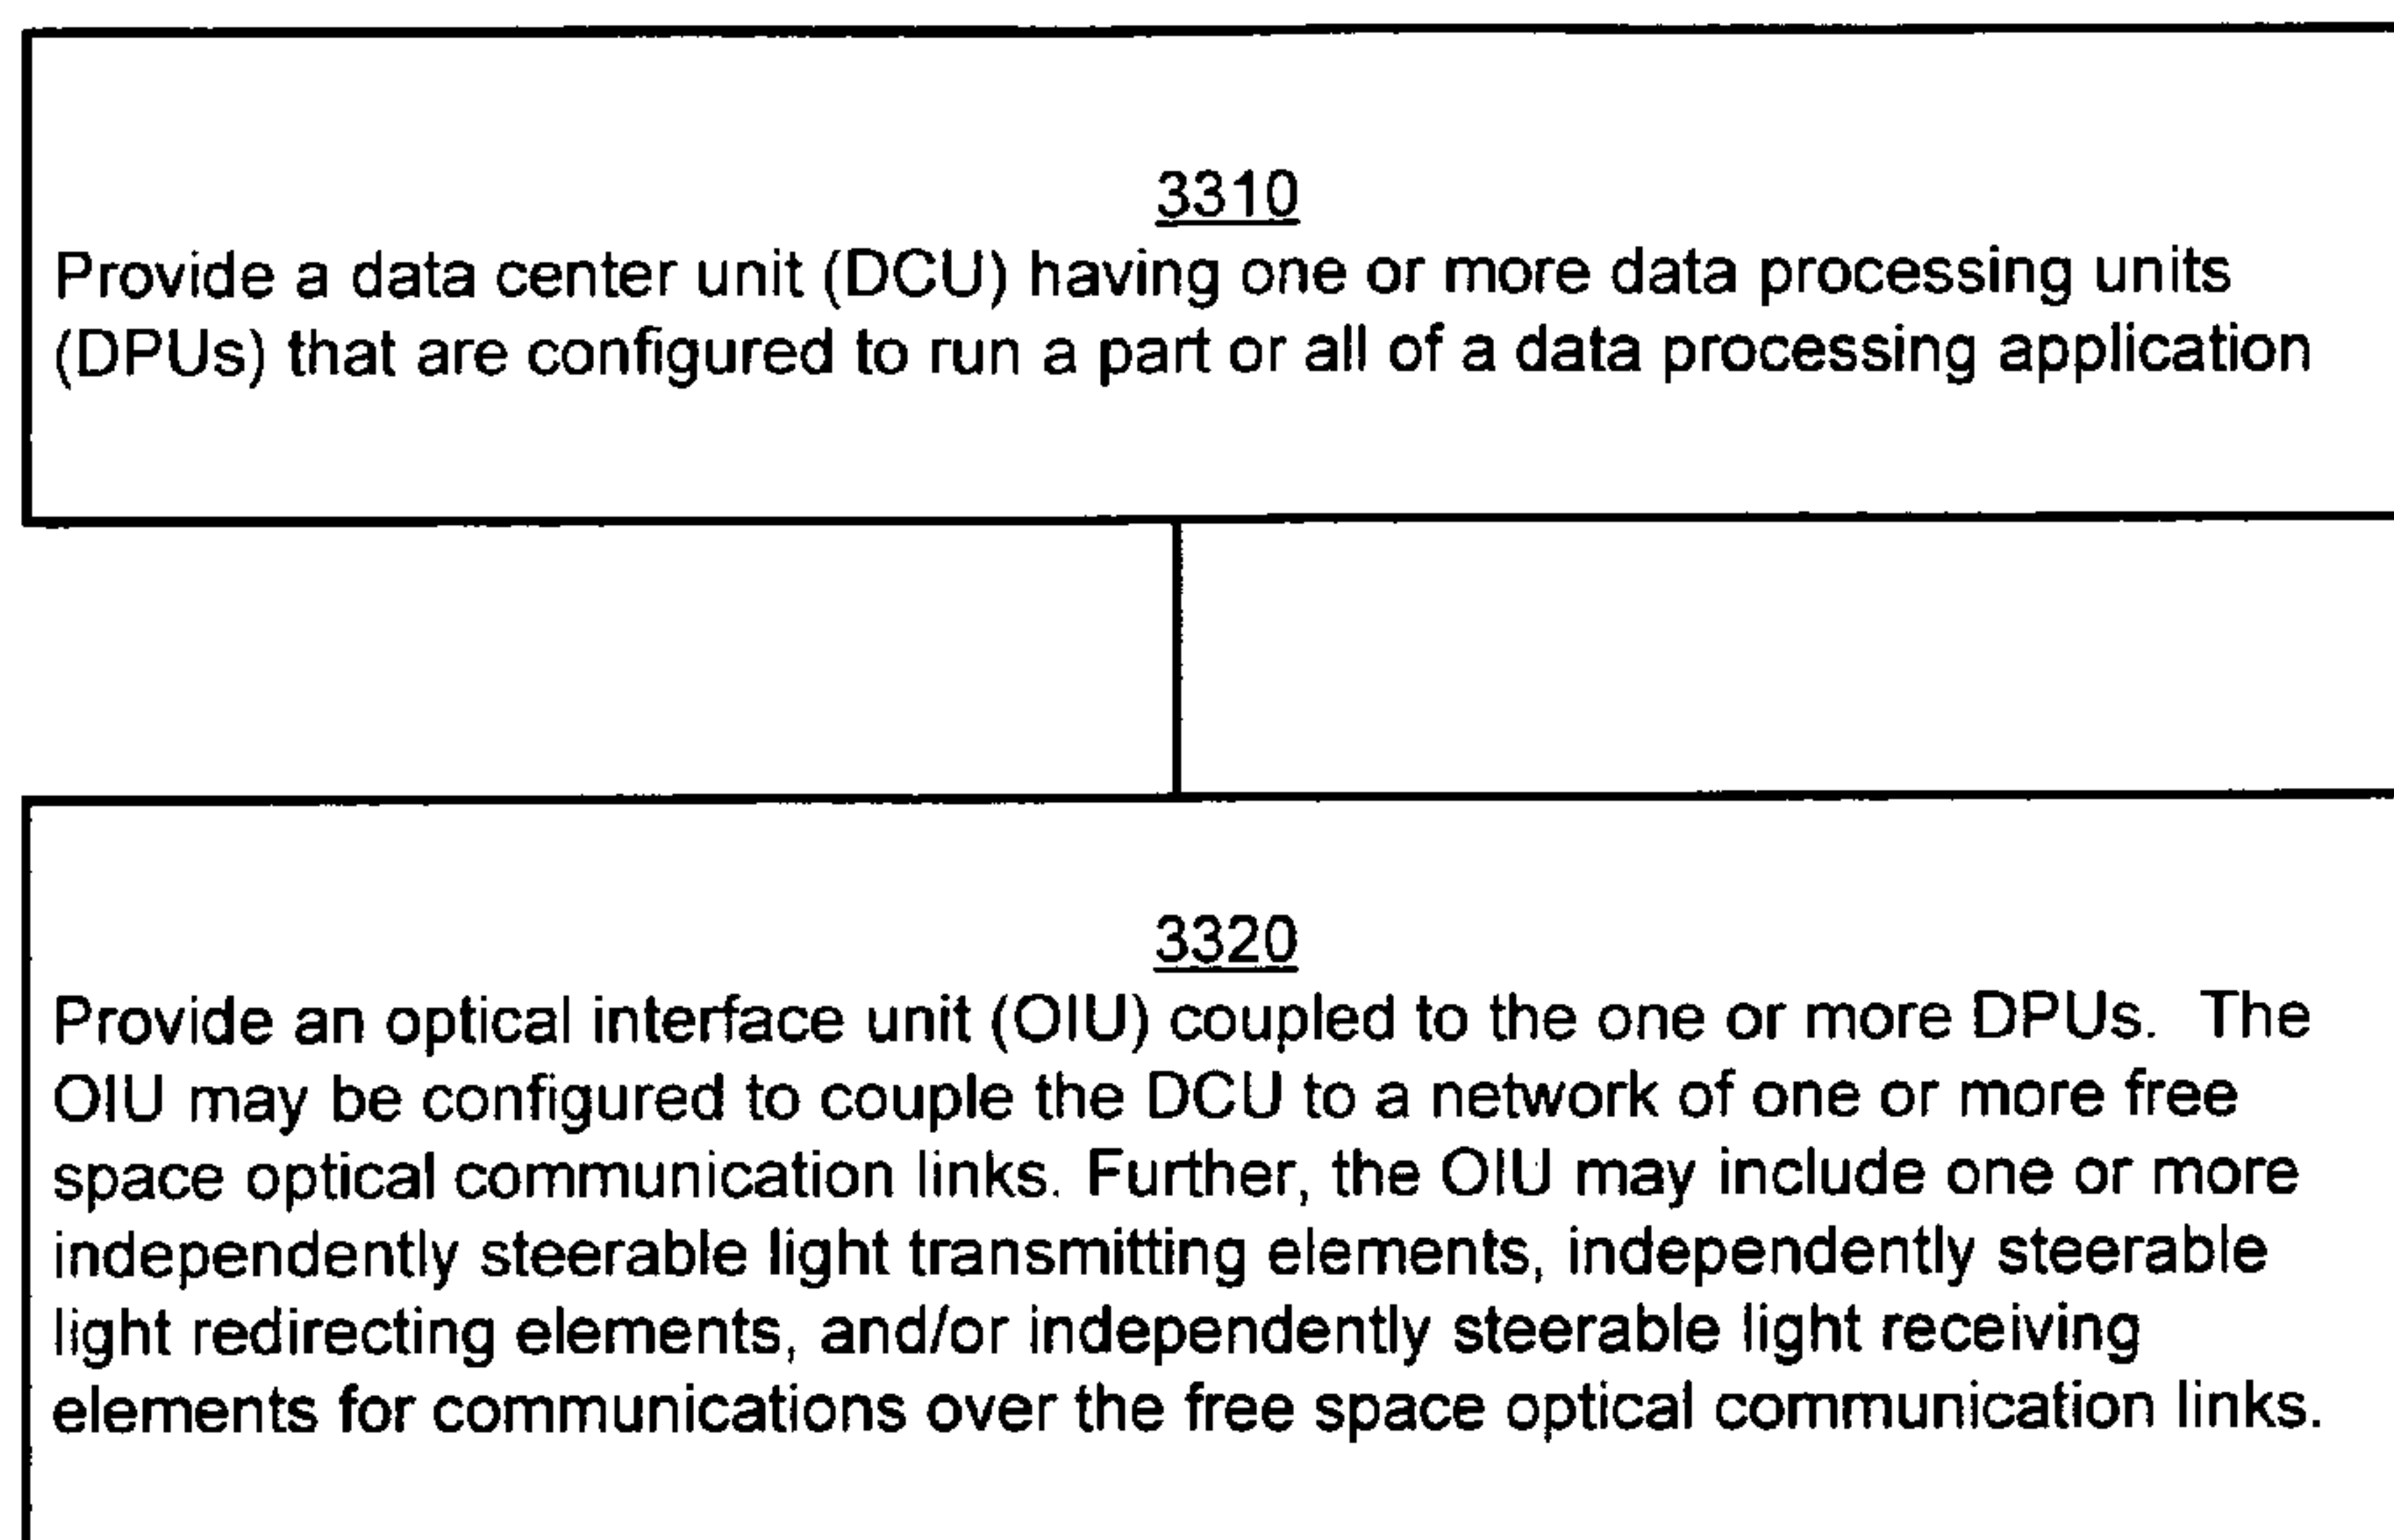 3310
Provide a data center unit (DCU) having one or more data processing units
(DPUs) that are configured to run a part or all of a data processing application
3320
Provide an optical interface unit (OIU) coupled to the one or more DPUs. The
OIU may be configured to couple the DCU to a network of one or more free
space optical communication links. Further, the OIU may include one or more
independently steerable light transmitting elements, independently steerable
light redirecting elements, and/or independently steerable light receiving
elements for communications over the free space optical communication links.